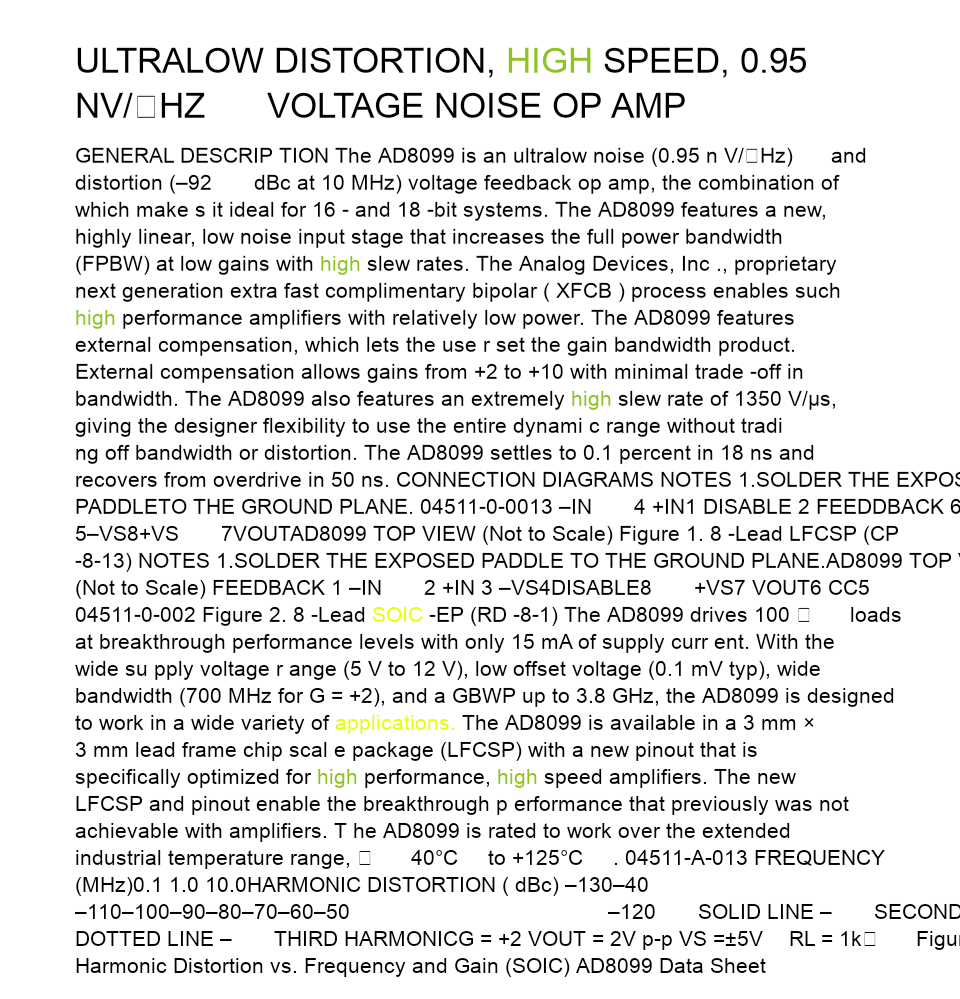 ULTRALOW DISTORTION, HIGH SPEED, 0.95
NV/□HZ VOLTAGE NOISE OP AMP
GENERAL DESCRIP TION The AD8099 is an ultralow noise (0.95 n V/□Hz) and
distortion (–92 dBc at 10 MHz) voltage feedback op amp, the combination of
which make s it ideal for 16 - and 18 -bit systems. The AD8099 features a new,
highly linear, low noise input stage that increases the full power bandwidth
(FPBW) at low gains with high slew rates. The Analog Devices, Inc ., proprietary
next generation extra fast complimentary bipolar ( XFCB ) process enables such
high performance amplifiers with relatively low power. The AD8099 features
external compensation, which lets the use r set the gain bandwidth product.
External compensation allows gains from +2 to +10 with minimal trade -off in
bandwidth. The AD8099 also features an extremely high slew rate of 1350 V/µs,
giving the designer flexibility to use the entire dynami c range without tradi
ng off bandwidth or distortion. The AD8099 settles to 0.1 percent in 18 ns and
recovers from overdrive in 50 ns. CONNECTION DIAGRAMS NOTES 1.SOLDER THE EXPOS
PADDLETO THE GROUND PLANE. 04511-0-0013 –IN 4 +IN1 DISABLE 2 FEEDDBACK 6
5–VS8+VS 7VOUTAD8099 TOP VIEW (Not to Scale) Figure 1. 8 -Lead LFCSP (CP
-8-13) NOTES 1.SOLDER THE EXPOSED PADDLE TO THE GROUND PLANE.AD8099 TOP V
(Not to Scale) FEEDBACK 1 –IN 2 +IN 3 –VS4DISABLE8 +VS7 VOUT6 CC5
04511-0-002 Figure 2. 8 -Lead SOIC -EP (RD -8-1) The AD8099 drives 100 □ loads
at breakthrough performance levels with only 15 mA of supply curr ent. With the
wide su pply voltage r ange (5 V to 12 V), low offset voltage (0.1 mV typ), wide
bandwidth (700 MHz for G = +2), and a GBWP up to 3.8 GHz, the AD8099 is designed
to work in a wide variety of applications. The AD8099 is available in a 3 mm ×
3 mm lead frame chip scal e package (LFCSP) with a new pinout that is
specifically optimized for high performance, high speed amplifiers. The new
LFCSP and pinout enable the breakthrough p erformance that previously was not
achievable with amplifiers. T he AD8099 is rated to work over the extended
industrial temperature range, □ 40°C to +125°C . 04511-A-013 FREQUENCY
(MHz)0.1 1.0 10.0HARMONIC DISTORTION ( dBc) –130–40
–110–100–90–80–70–60–50 –120 SOLID LINE – SECOND
DOTTED LINE – THIRD HARMONICG = +2 VOUT = 2V p-p VS =±5V RL = 1k□ Figur
Harmonic Distortion vs. Frequency and Gain (SOIC) AD8099 Data Sheet